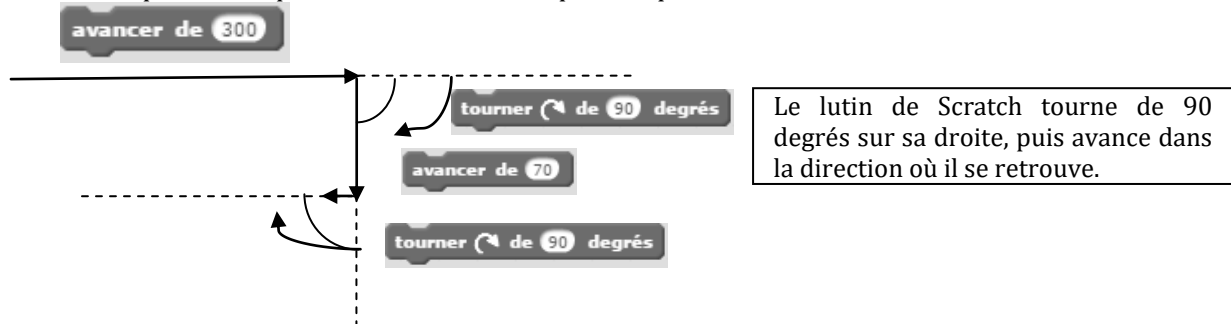 avancer de 300
tourner de 90 degrés
Le lutin de Scratch tourne de 90
degrés sur sa droite, puis avance dans
la direction où il se retrouve.
avancer de 70
tourner de 90 degrés